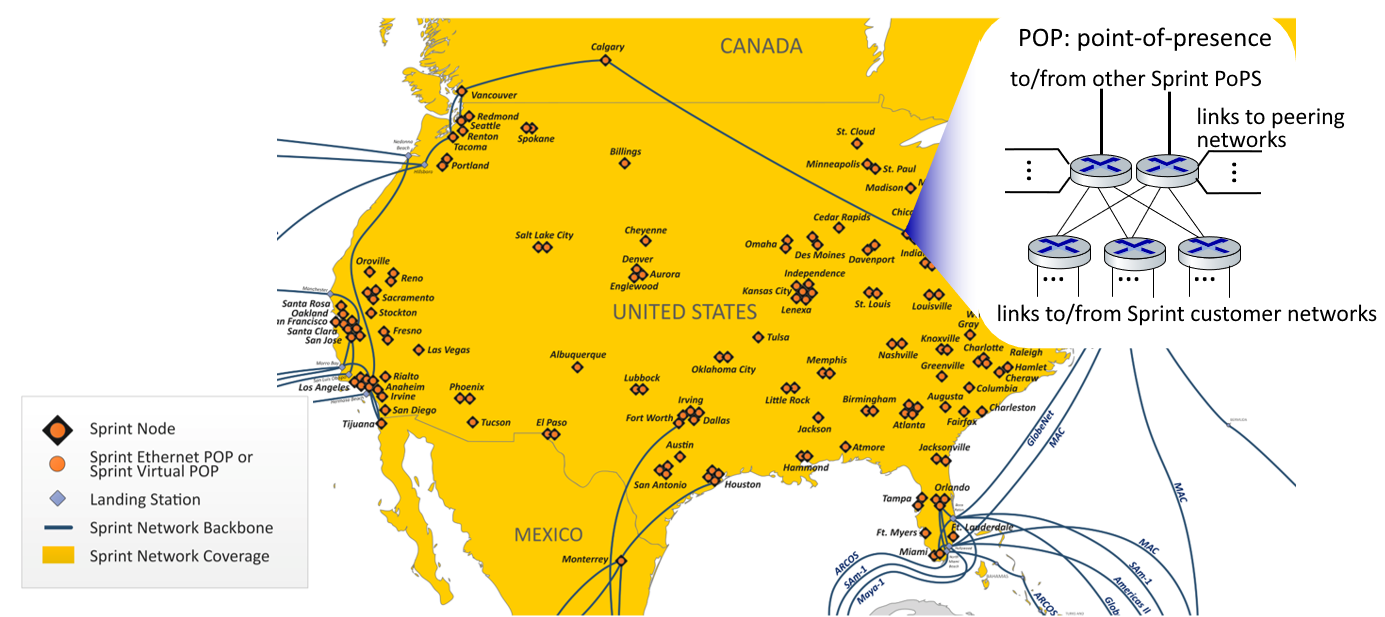 Calgary
CANADA
POP: point-of-presence
to/from other Sprint PoPS
links to peering
networks
Vancouver
Redmond
Seattle
Renton
Tacoma
Spokane
Portland
Nedonna
Beach
Hillsboro
Billings
St. Cloud
Minneapolis
St. Paul
Madison
Cedar Rapids
Salt Lake City
Cheyenne
Omaha
Des Moines
Davenport
Denver
Aurora
Englewood
Independence
Kansas City
Lenexa
St. Louis
Louisville
Oroville
Reno
Manchester
Sacramento
Santa Rosa
Oakland
Stockton
n Francisco
Santa Clara
San Jose
Fresno
Las Vegas
UNITED STATES
links to/from Sprint customer networks
Gray
Tulsa
Nashville
Knoxville
Charlotte
Raleigh
Hamlet
Cheraw
Greenville
Columbia
Albuquerque
Oklahoma City
Memphis
Morro Bay
Rialto
Los Angeles
Anaheim
Irvine
San Diego
Tijuana
Phoenix
Tucson
Lubbock
Little Rock
Birmingham
Atlanta
Augusta
Fairfax
Charleston
El Paso
Irving
Fort Worth
Dallas
Jackson
Austin
San Antonio
Houston
Hammond
Atmore
Jacksonville
Orlando
Tampa
Ft. Lauderdale
Ft. Myers
Miami
MEXICO
Monterrey
GlobeNet
MAC
MAC
MAC
ARCOS
SAm-1
Maya-1
SAm-1
Americas II
Glob
ARCOS
BAHAMAS
Sprint Node
Sprint Ethernet POP or
Sprint Virtual POP
Landing Station
Sprint Network Backbone
Sprint Network Coverage